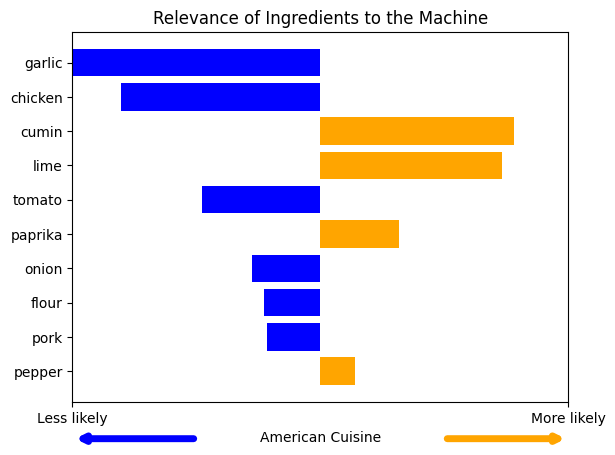 Relevance of Ingredients to the Machine
garlic
chicken
cumin
lime
tomato
paprika
onion
flour
pork
pepper
Less likely
More likely
American Cuisine